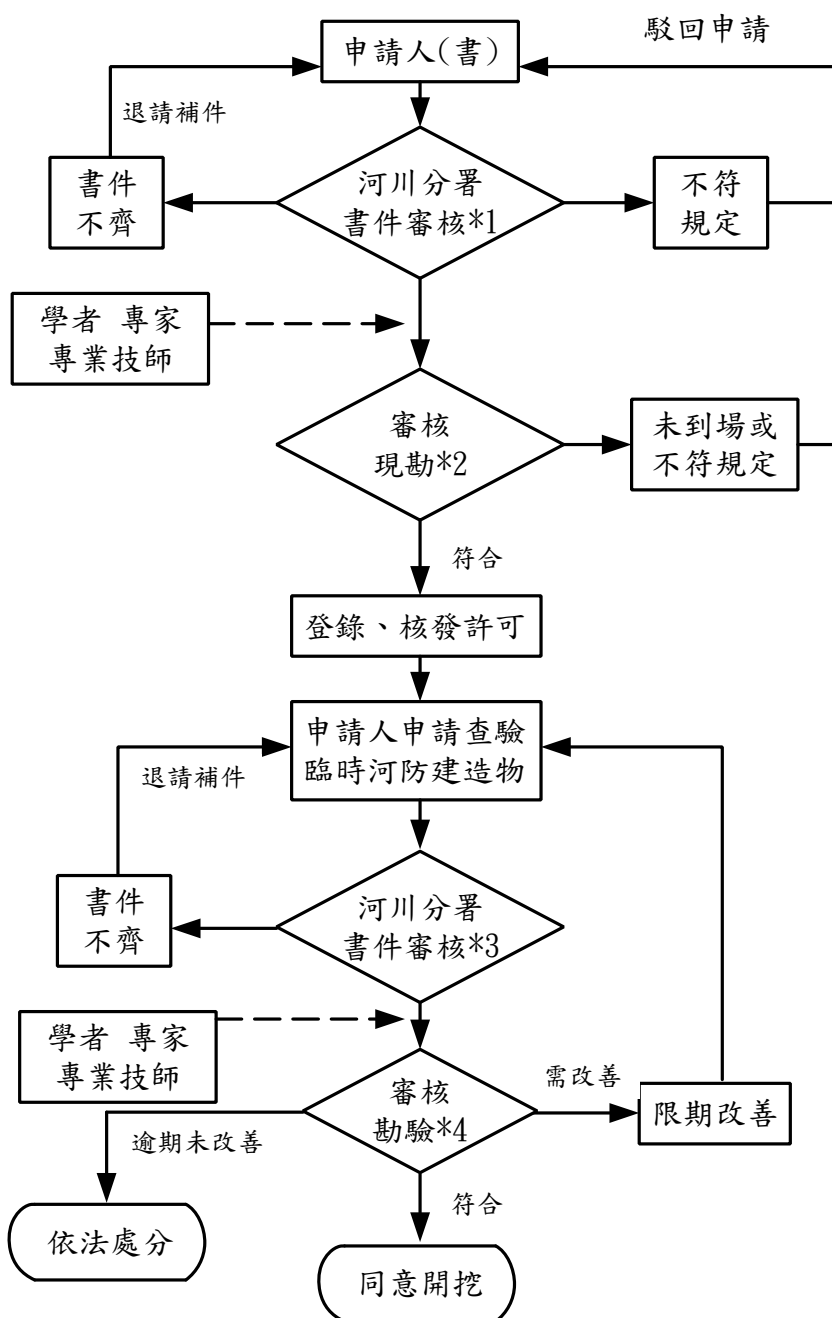 駁回申請
申請人(書)
退請補件
書件
不齊
河川分署
書件審核*1
不符
規定
學者 專家
專業技師
審核
現勘*2
未到場或
不符規定
符合
登錄、核發許可
申請人申請查驗
臨時河防建造物
退請補件
書件
不齊
河川分署
書件審核*3
學者 專家
專業技師
審核
勘驗*4
需改善
限期改善
逾期未改善
符合
依法處分
同意開挖